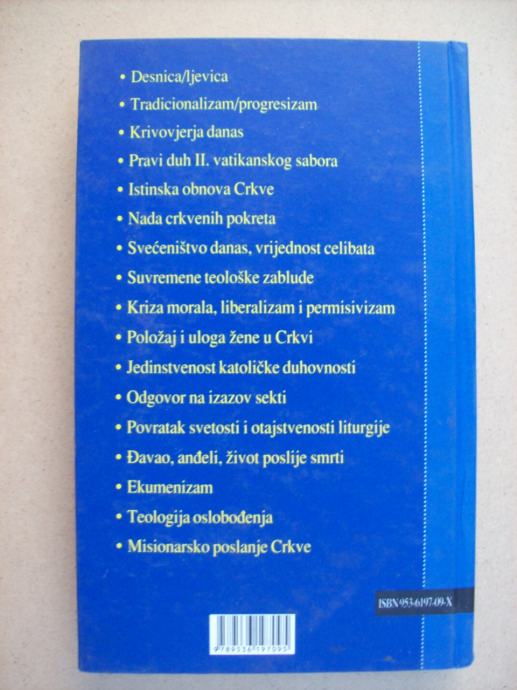 • Desnica/ljevica
• Tradicionalizam/progresizam
• Krivovjerja danas
• Pravi duh II. vatikanskog sabora
• Istinska obnova Crkve
• Nada crkvenih pokreta
• Svećeništvo danas, vrijednost celibata
• Suvremene teološke zablude
• Kriza morala, liberalizam i permisivizam
• Položaj i uloga žene u Crkvi
• Jedinstvenost katoličke duhovnosti
• Odgovor na izazov sekti
• Povratak svetosti i otajstvenosti liturgije
• Đavao, anđeli, život poslije smrti
• Ekumenizam
• Teologija oslobođenja
• Misionarsko poslanje Crkve
ISBN 953-6197-09-X
9789536197095